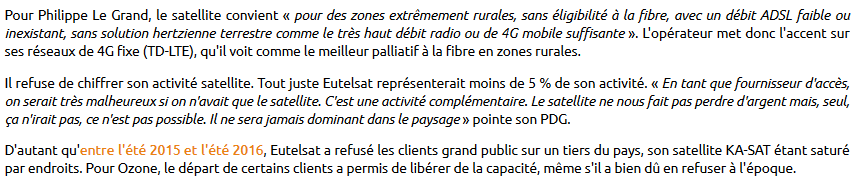 Pour Philippe Le Grand, le satellite convient « pour des zones extrêmement rurales, sans éligibilité à la fibre, avec un débit ADSL faible ou
inexistant, sans solution hertzienne terrestre comme le très haut débit radio ou de 4G mobile suffisante ». L'opérateur met donc l'accent sur
ses réseaux de 4G fixe (TD-LTE), qu'il voit comme le meilleur palliatif à la fibre en zones rurales.
Il refuse de chiffrer son activité satellite. Tout juste Eutelsat représenterait moins de 5 % de son activité. « En tant que fournisseur d'accès,
on serait très malheureux si on n'avait que le satellite. C'est une activité complémentaire. Le satellite ne nous fait pas perdre d'argent mais, seul,
ça n'irait pas, ce n'est pas possible. Il ne sera jamais dominant dans le paysage » pointe son PDG.
D'autant qu'entre l'été 2015 et l'été 2016, Eutelsat a refusé les clients grand public sur un tiers du pays, son satellite KA-SAT étant saturé
par endroits. Pour Ozone, le départ de certains clients a permis de libérer de la capacité, même s'il a bien dû en refuser à l'époque.